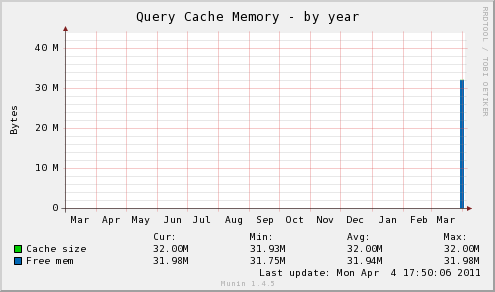 Query Cache Memory - by year
RRDTOOL / TOBI OETIKER
Bytes
40 M
30 M
20 M
10 M
0
Mar Apr May Jun Jul Aug Sep Oct Nov Dec Jan Feb Mar
Cur: Min: Avg: Max:
Cache size 32.00M 31.93M 32.00M 32.00M
Free mem 31.98M 31.75M 31.94M 31.98M
Last update: Mon Apr 4 17:50:06 2011
Munin 1.4.5